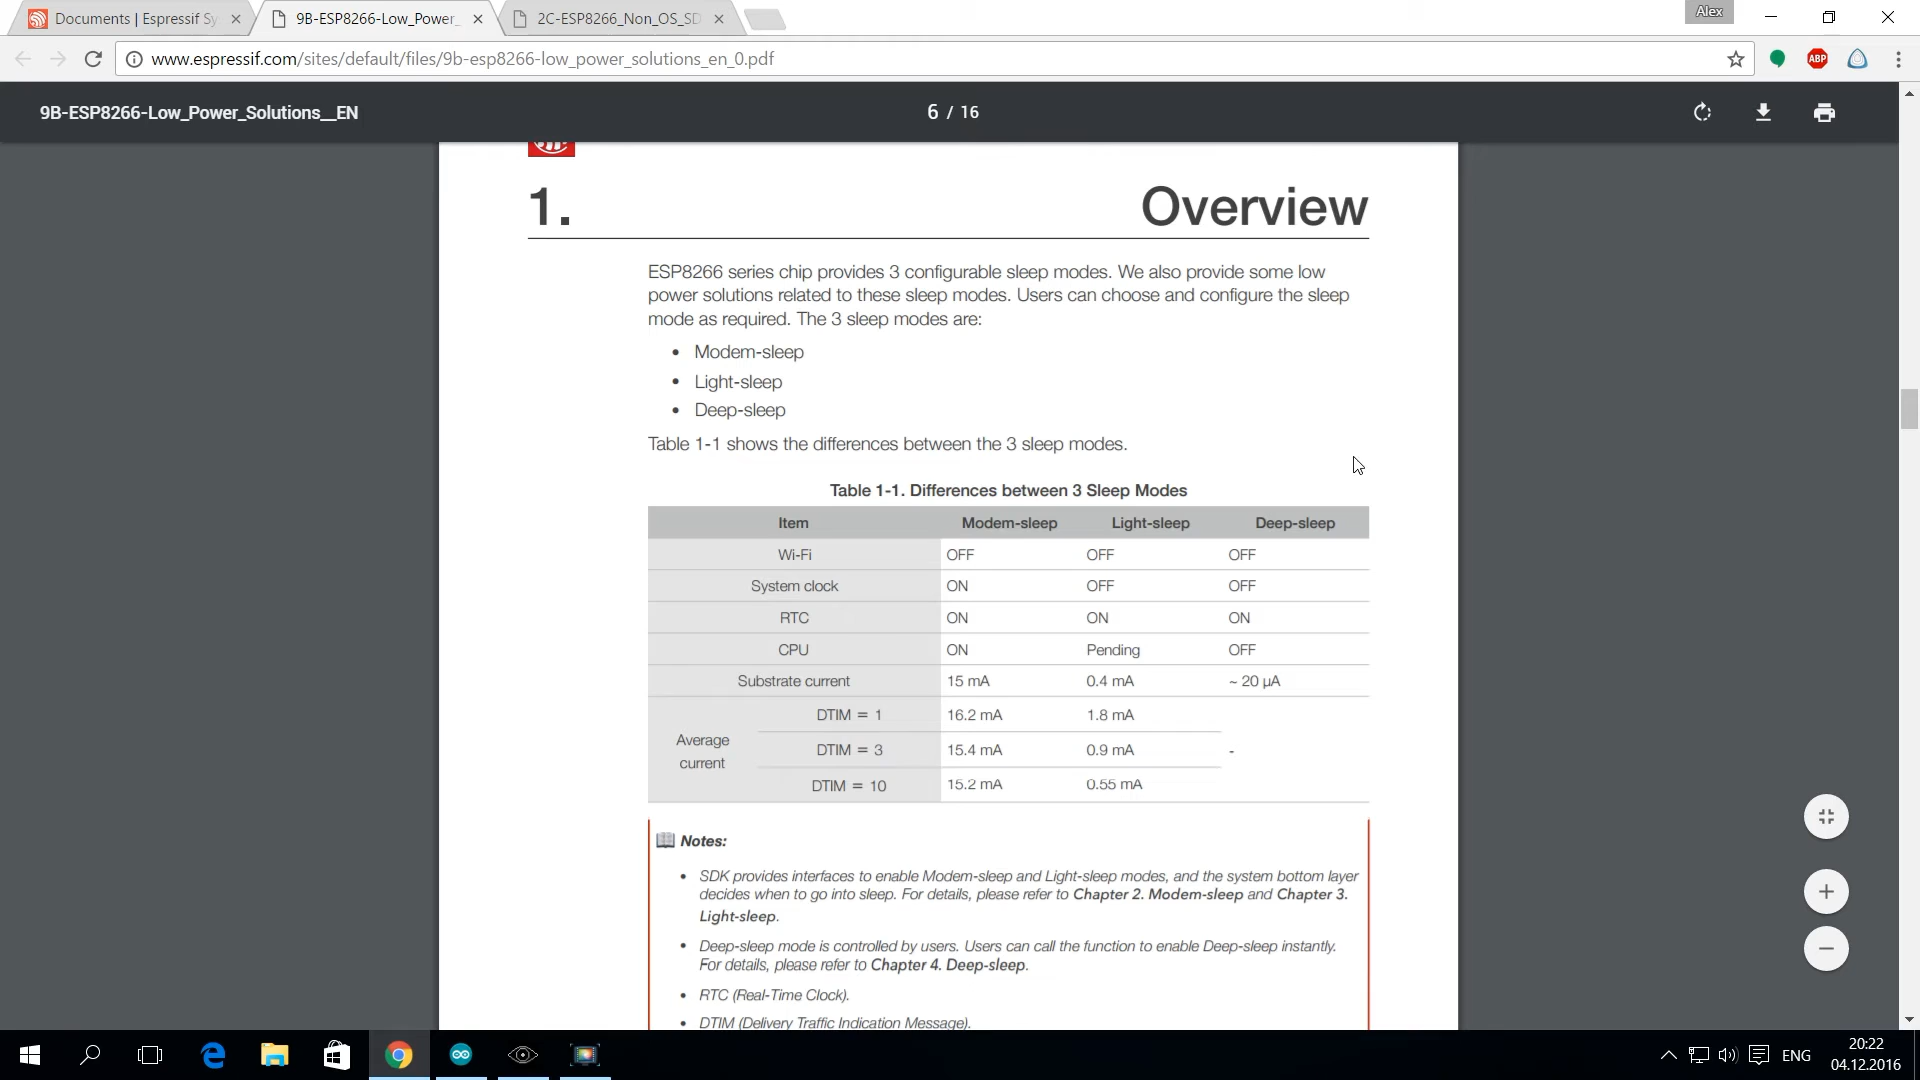 Documents | Espressif Sy
9B-ESP8266-Low_Power_
2C-ESP8266_Non_OS_SD
Alex
www.espressif.com/sites/default/files/9b-esp8266-low_power_solutions_en_0.pdf
ABP
9B-ESP8266-Low_Power_Solutions__EN
6 / 16
1. Overview
ESP8266 series chip provides 3 configurable sleep modes. We also provide some low
power solutions related to these sleep modes. Users can choose and configure the sleep
mode as required. The 3 sleep modes are:
• Modem-sleep
• Light-sleep
• Deep-sleep
Table 1-1 shows the differences between the 3 sleep modes.
Table 1-1. Differences between 3 Sleep Modes
Item Modem-sleep Light-sleep Deep-sleep
Wi-Fi OFF OFF OFF
System clock ON OFF OFF
RTC ON ON ON
CPU ON Pending OFF
Substrate current 15 mA 0.4 mA ~ 20 μA
Average current
DTIM = 1 16.2 mA 1.8 mA
DTIM = 3 15.4 mA 0.9 mA -
DTIM = 10 15.2 mA 0.55 mA
Notes:
• SDK provides interfaces to enable Modem-sleep and Light-sleep modes, and the system bottom layer
decides when to go into sleep. For details, please refer to Chapter 2. Modem-sleep and Chapter 3.
Light-sleep.
• Deep-sleep mode is controlled by users. Users can call the function to enable Deep-sleep instantly.
For details, please refer to Chapter 4. Deep-sleep.
• RTC (Real-Time Clock).
• DTIM (Delivery Traffic Indication Message).
ENG
20:22
04.12.2016